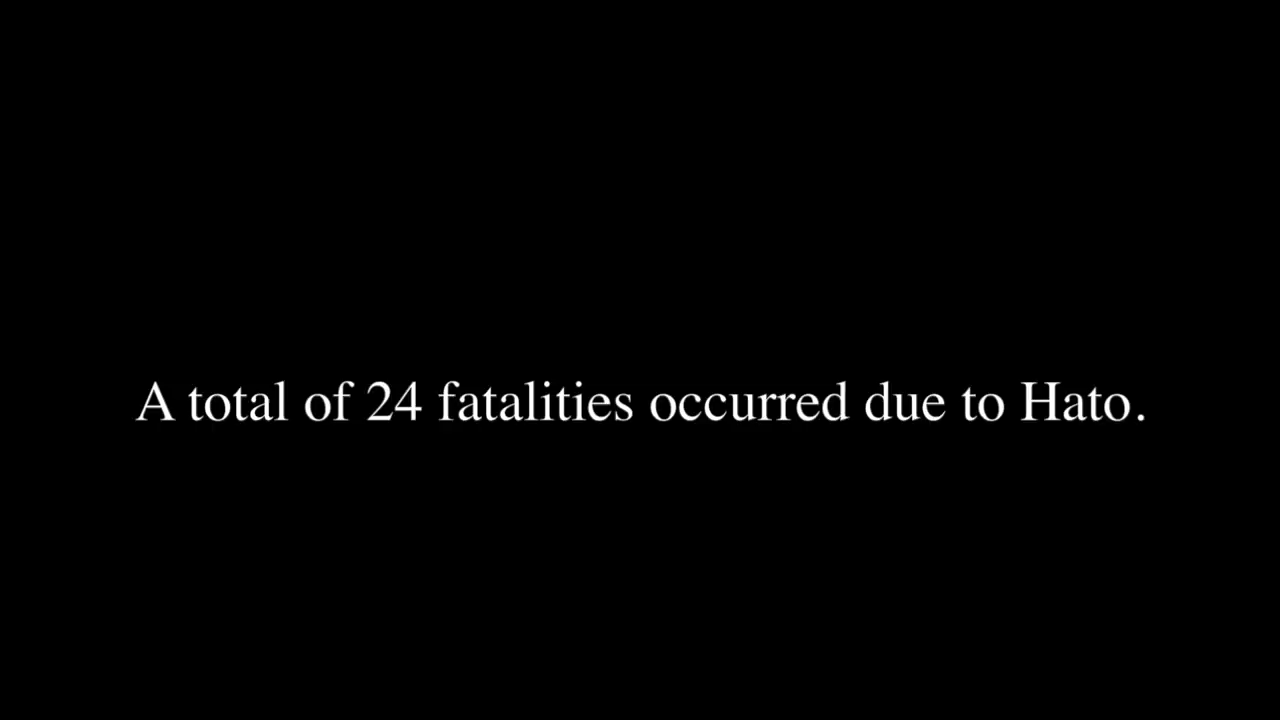 A total of 24 fatalities occurred due to Hato.